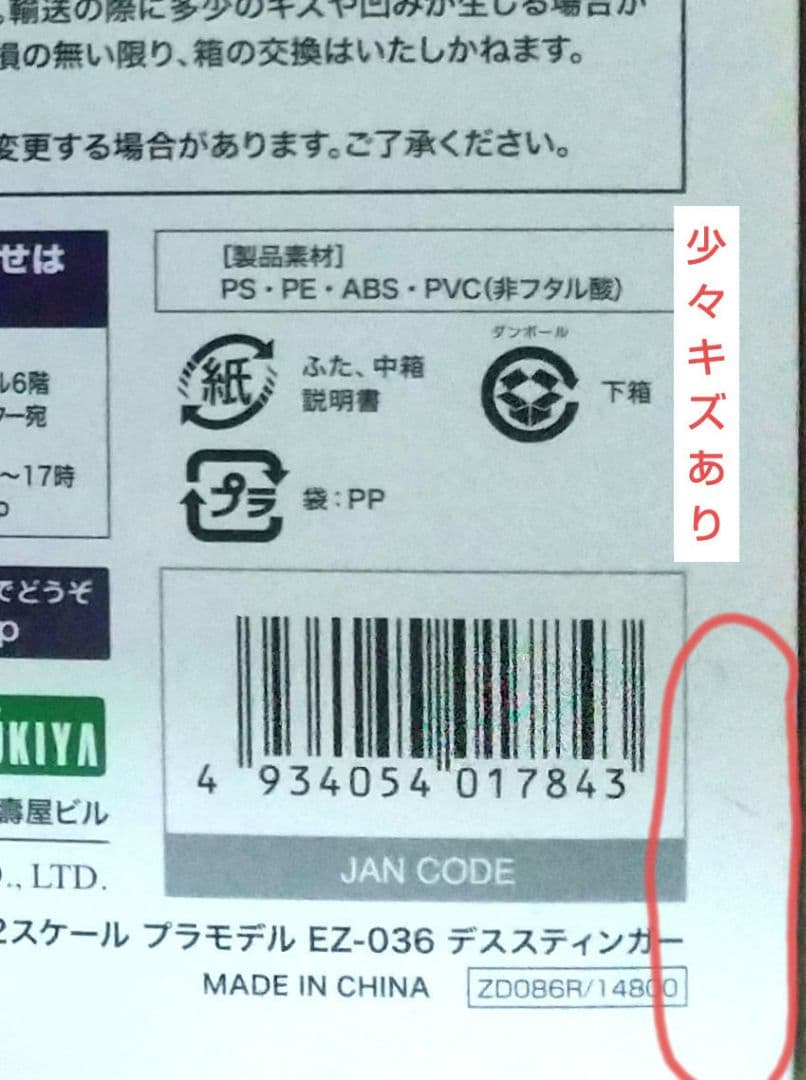 輸送の際に多少のキズや凹みが生じる場合が
損の無い限り、箱の交換はいたしかねます。
変更する場合があります。ご了承ください。
せは
ル6階
ター宛
～17時
p
でどうぞ
p
UKIYA
壽屋ビル
O., LTD.
[製品素材]
PS・PE・ABS・PVC(非フタル酸)
紙
ふた、中箱
説明書
ダンボール
下箱
プラ
袋：PP
少々キズあり
4 934054 017843
JAN CODE
2スケール プラモデル EZ-036 デススティンガー
MADE IN CHINA
ZD086R/14800